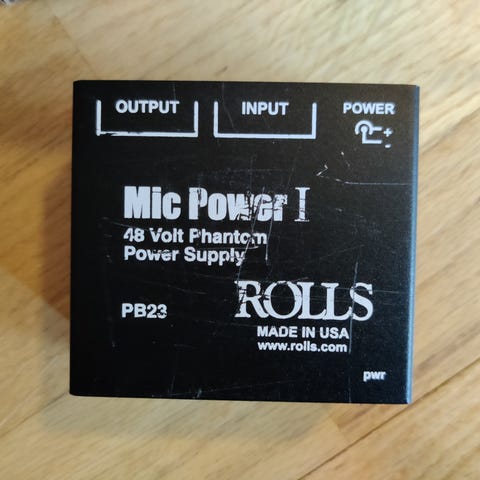 OUTPUT INPUT POWER
+
-
Mic Power I
48 Volt Phantom
Power Supply
PB23
ROLLS
MADE IN USA
www.rolls.com
pwr